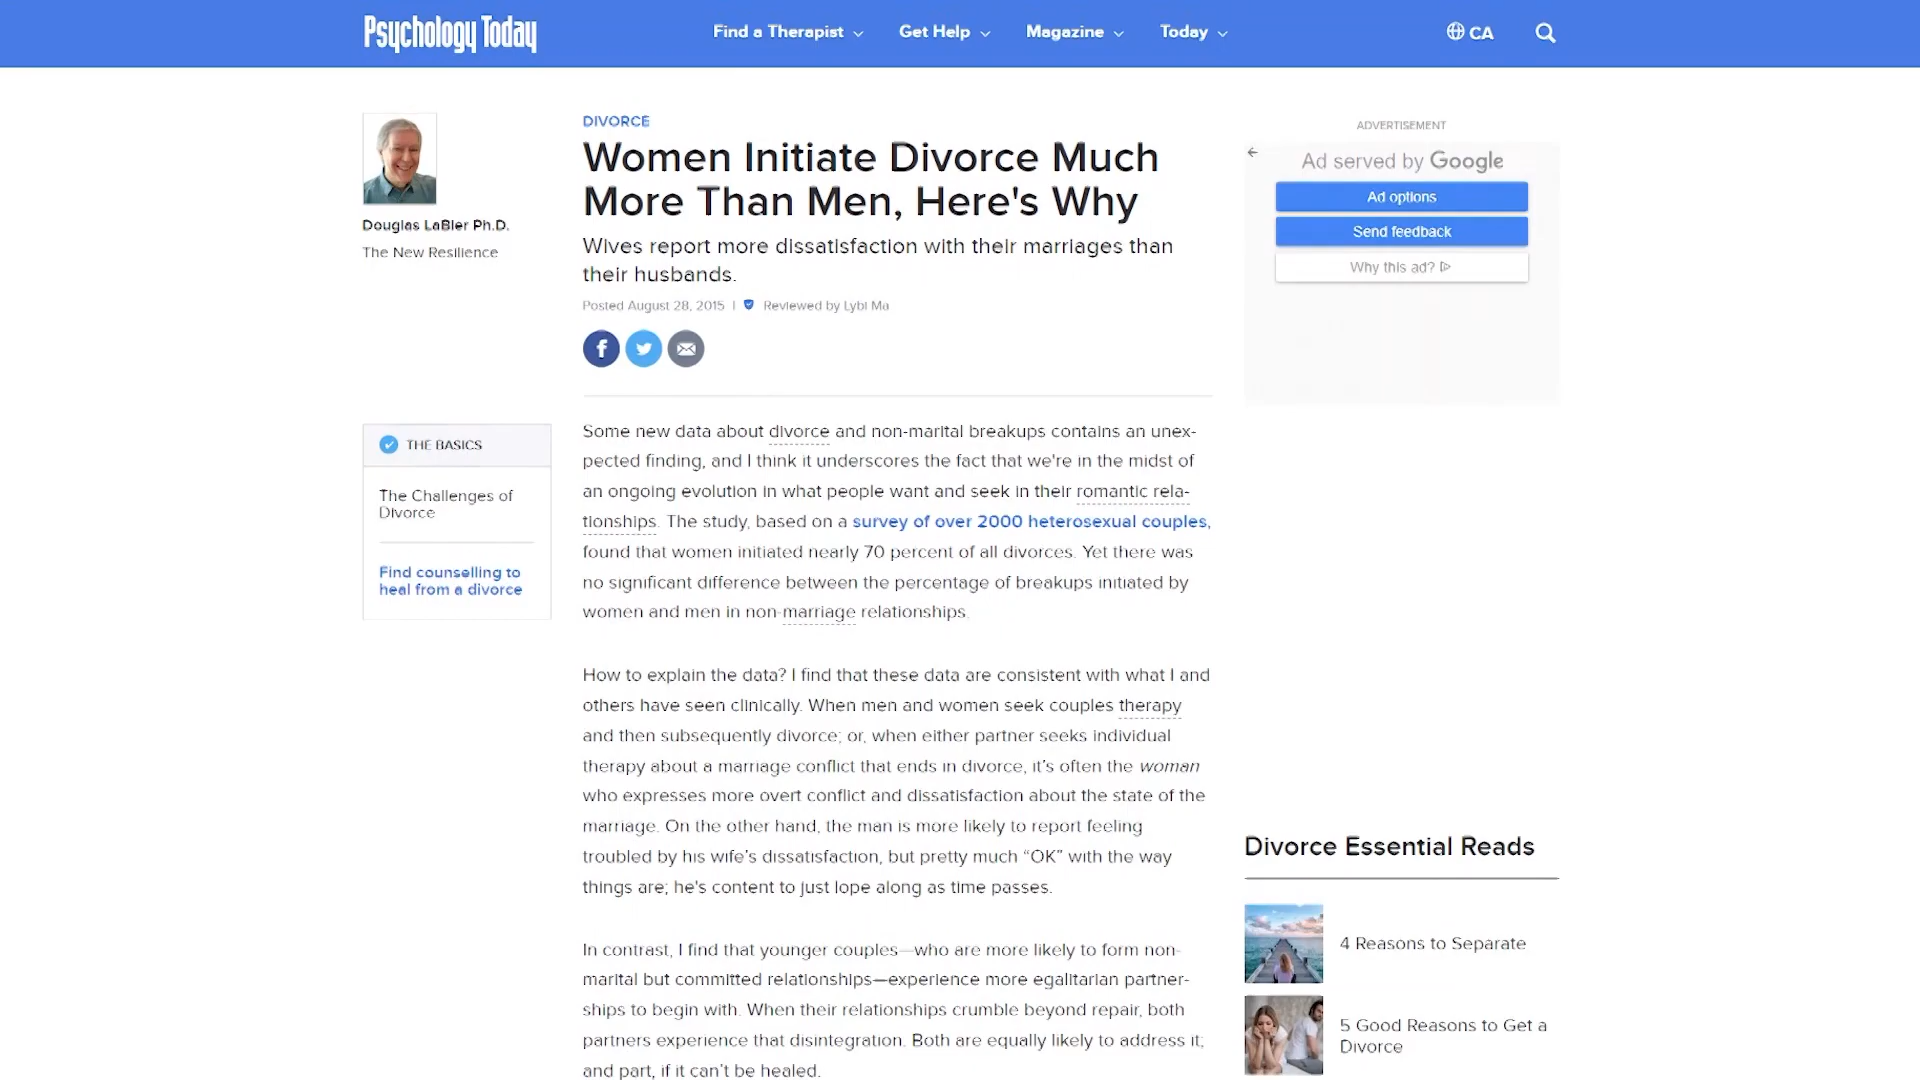 Psychology Today
Find a Therapist
Get Help
Magazine
Today
CA
Douglas LaBier Ph.D.
The New Resilience
DIVORCE
Women Initiate Divorce Much
More Than Men, Here's Why
Wives report more dissatisfaction with their marriages than
their husbands.
Posted August 28, 2015 | Reviewed by Lybi Ma
ADVERTISEMENT
Ad served by Google
Ad options
Send feedback
Why this ad?
THE BASICS
The Challenges of
Divorce
Find counselling to
heal from a divorce
Some new data about divorce and non-marital breakups contains an unex-
pected finding, and I think it underscores the fact that we're in the midst of
an ongoing evolution in what people want and seek in their romantic rela-
tionships. The study, based on a survey of over 2000 heterosexual couples,
found that women initiated nearly 70 percent of all divorces. Yet there was
no significant difference between the percentage of breakups initiated by
women and men in non-marriage relationships.
How to explain the data? I find that these data are consistent with what I and
others have seen clinically. When men and women seek couples therapy
and then subsequently divorce; or, when either partner seeks individual
therapy about a marriage conflict that ends in divorce, it's often the woman
who expresses more overt conflict and dissatisfaction about the state of the
marriage. On the other hand, the man is more likely to report feeling
troubled by his wife's dissatisfaction, but pretty much “OK” with the way
things are; he's content to just lope along as time passes.
In contrast, I find that younger couples—who are more likely to form non-
marital but committed relationships—experience more egalitarian partner-
ships to begin with. When their relationships crumble beyond repair, both
partners experience that disintegration. Both are equally likely to address it;
and part, if it can't be healed.
Divorce Essential Reads
4 Reasons to Separate
5 Good Reasons to Get a
Divorce